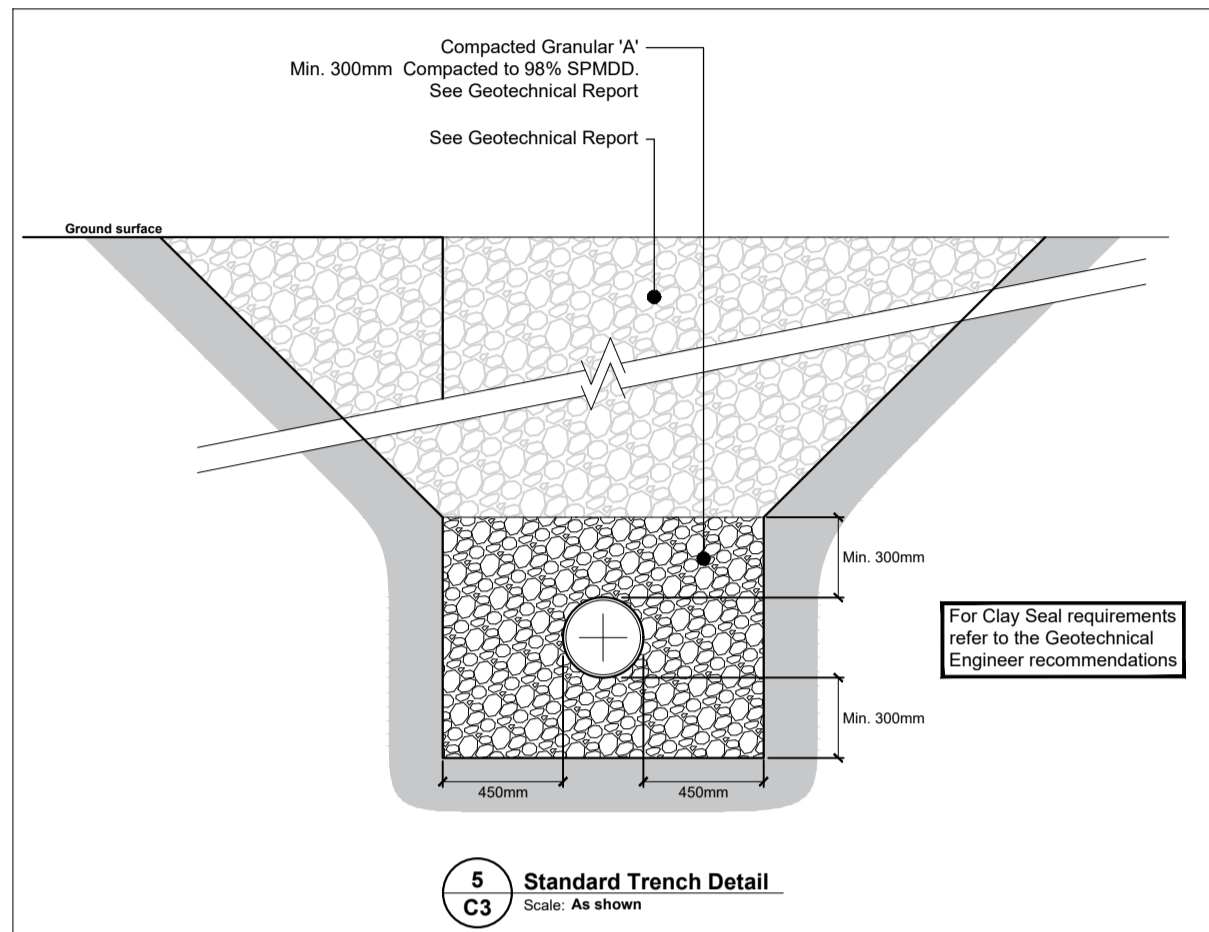 Compacted Granular 'A'
Min. 300mm Compacted to 98% SPMDD.
See Geotechnical Report
See Geotechnical Report
Ground surface
Min. 300mm
For Clay Seal requirements
refer to the Geotechnical
Engineer recommendations
Min. 300mm
450mm
450mm
5
C3
Standard Trench Detail
Scale: As shown